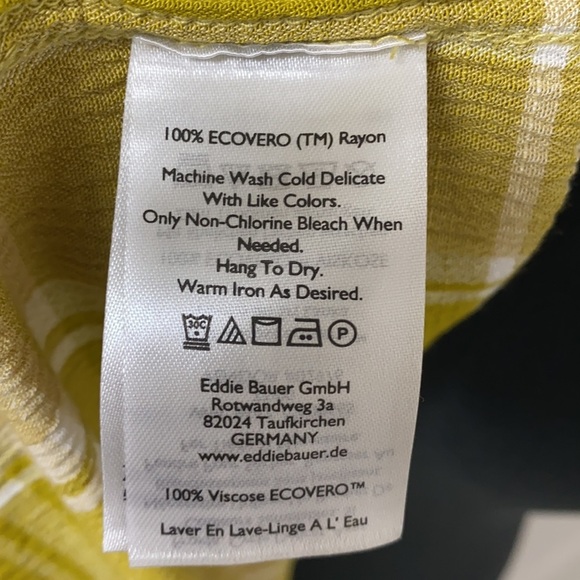 100% ECOVERO (TM) Rayon
Machine Wash Cold Delicate
With Like Colors.
Only Non-Chlorine Bleach When
Needed.
Hang To Dry.
Warm Iron As Desired.
30C P
Eddie Bauer GmbH
Rotwandweg 3a
82024 Taufkirchen
GERMANY
www.eddiebauer.de
100% Viscose ECOVERO™
Laver En Lave-Linge A L' Eau